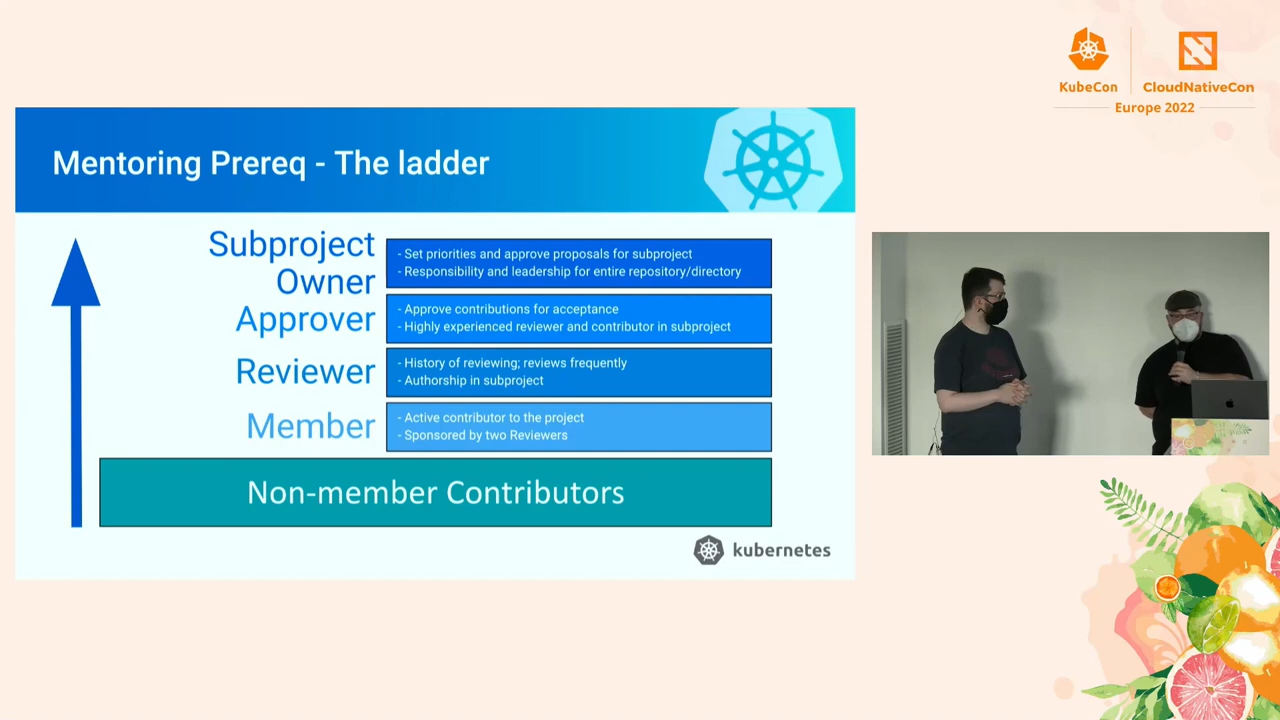 KubeCon
CloudNativeCon
Europe 2022
Mentoring Prereq - The ladder
Subproject
Owner
- Set priorities and approve proposals for subproject
- Responsibility and leadership for entire repository/directory
Approver
- Approve contributions for acceptance
- Highly experienced reviewer and contributor in subproject
Reviewer
- History of reviewing; reviews frequently
- Authorship in subproject
Member
- Active contributor to the project
- Sponsored by two Reviewers
Non-member Contributors
kubernetes